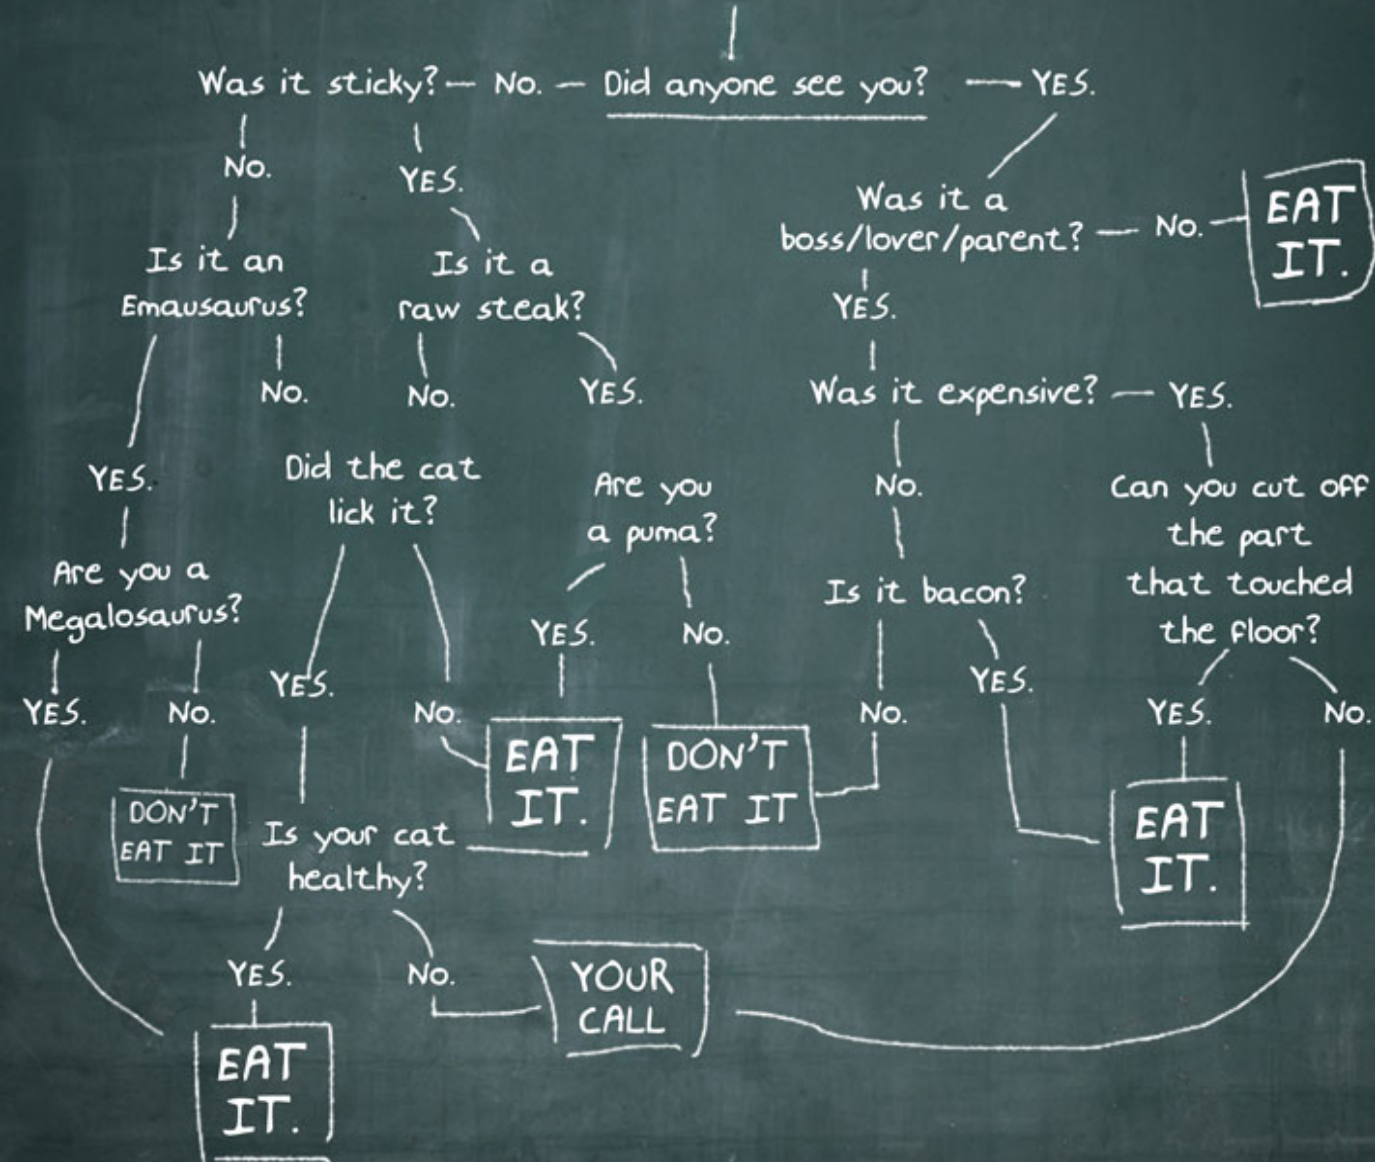 Was it sticky? — No. — Did anyone see you? — YES.
No.
YES.
Was it a
boss/lover/parent? — No.
EAT
IT.
Is it an
Emausaurus?
Is it a
raw steak?
YES.
No.
No.
YES.
Was it expensive? — YES.
YES.
Did the cat
lick it?
Are you
a puma?
No.
Can you cut off
the part
that touched
the floor?
Are you a
Megalosaurus?
Is it bacon?
YES.
No.
YES.
No.
YES.
No.
No.
YES.
YES.
No.
EAT
IT.
DON'T
EAT IT
DON'T
EAT IT
Is your cat
healthy?
EAT
IT.
YES.
No.
YOUR
CALL
EAT
IT.